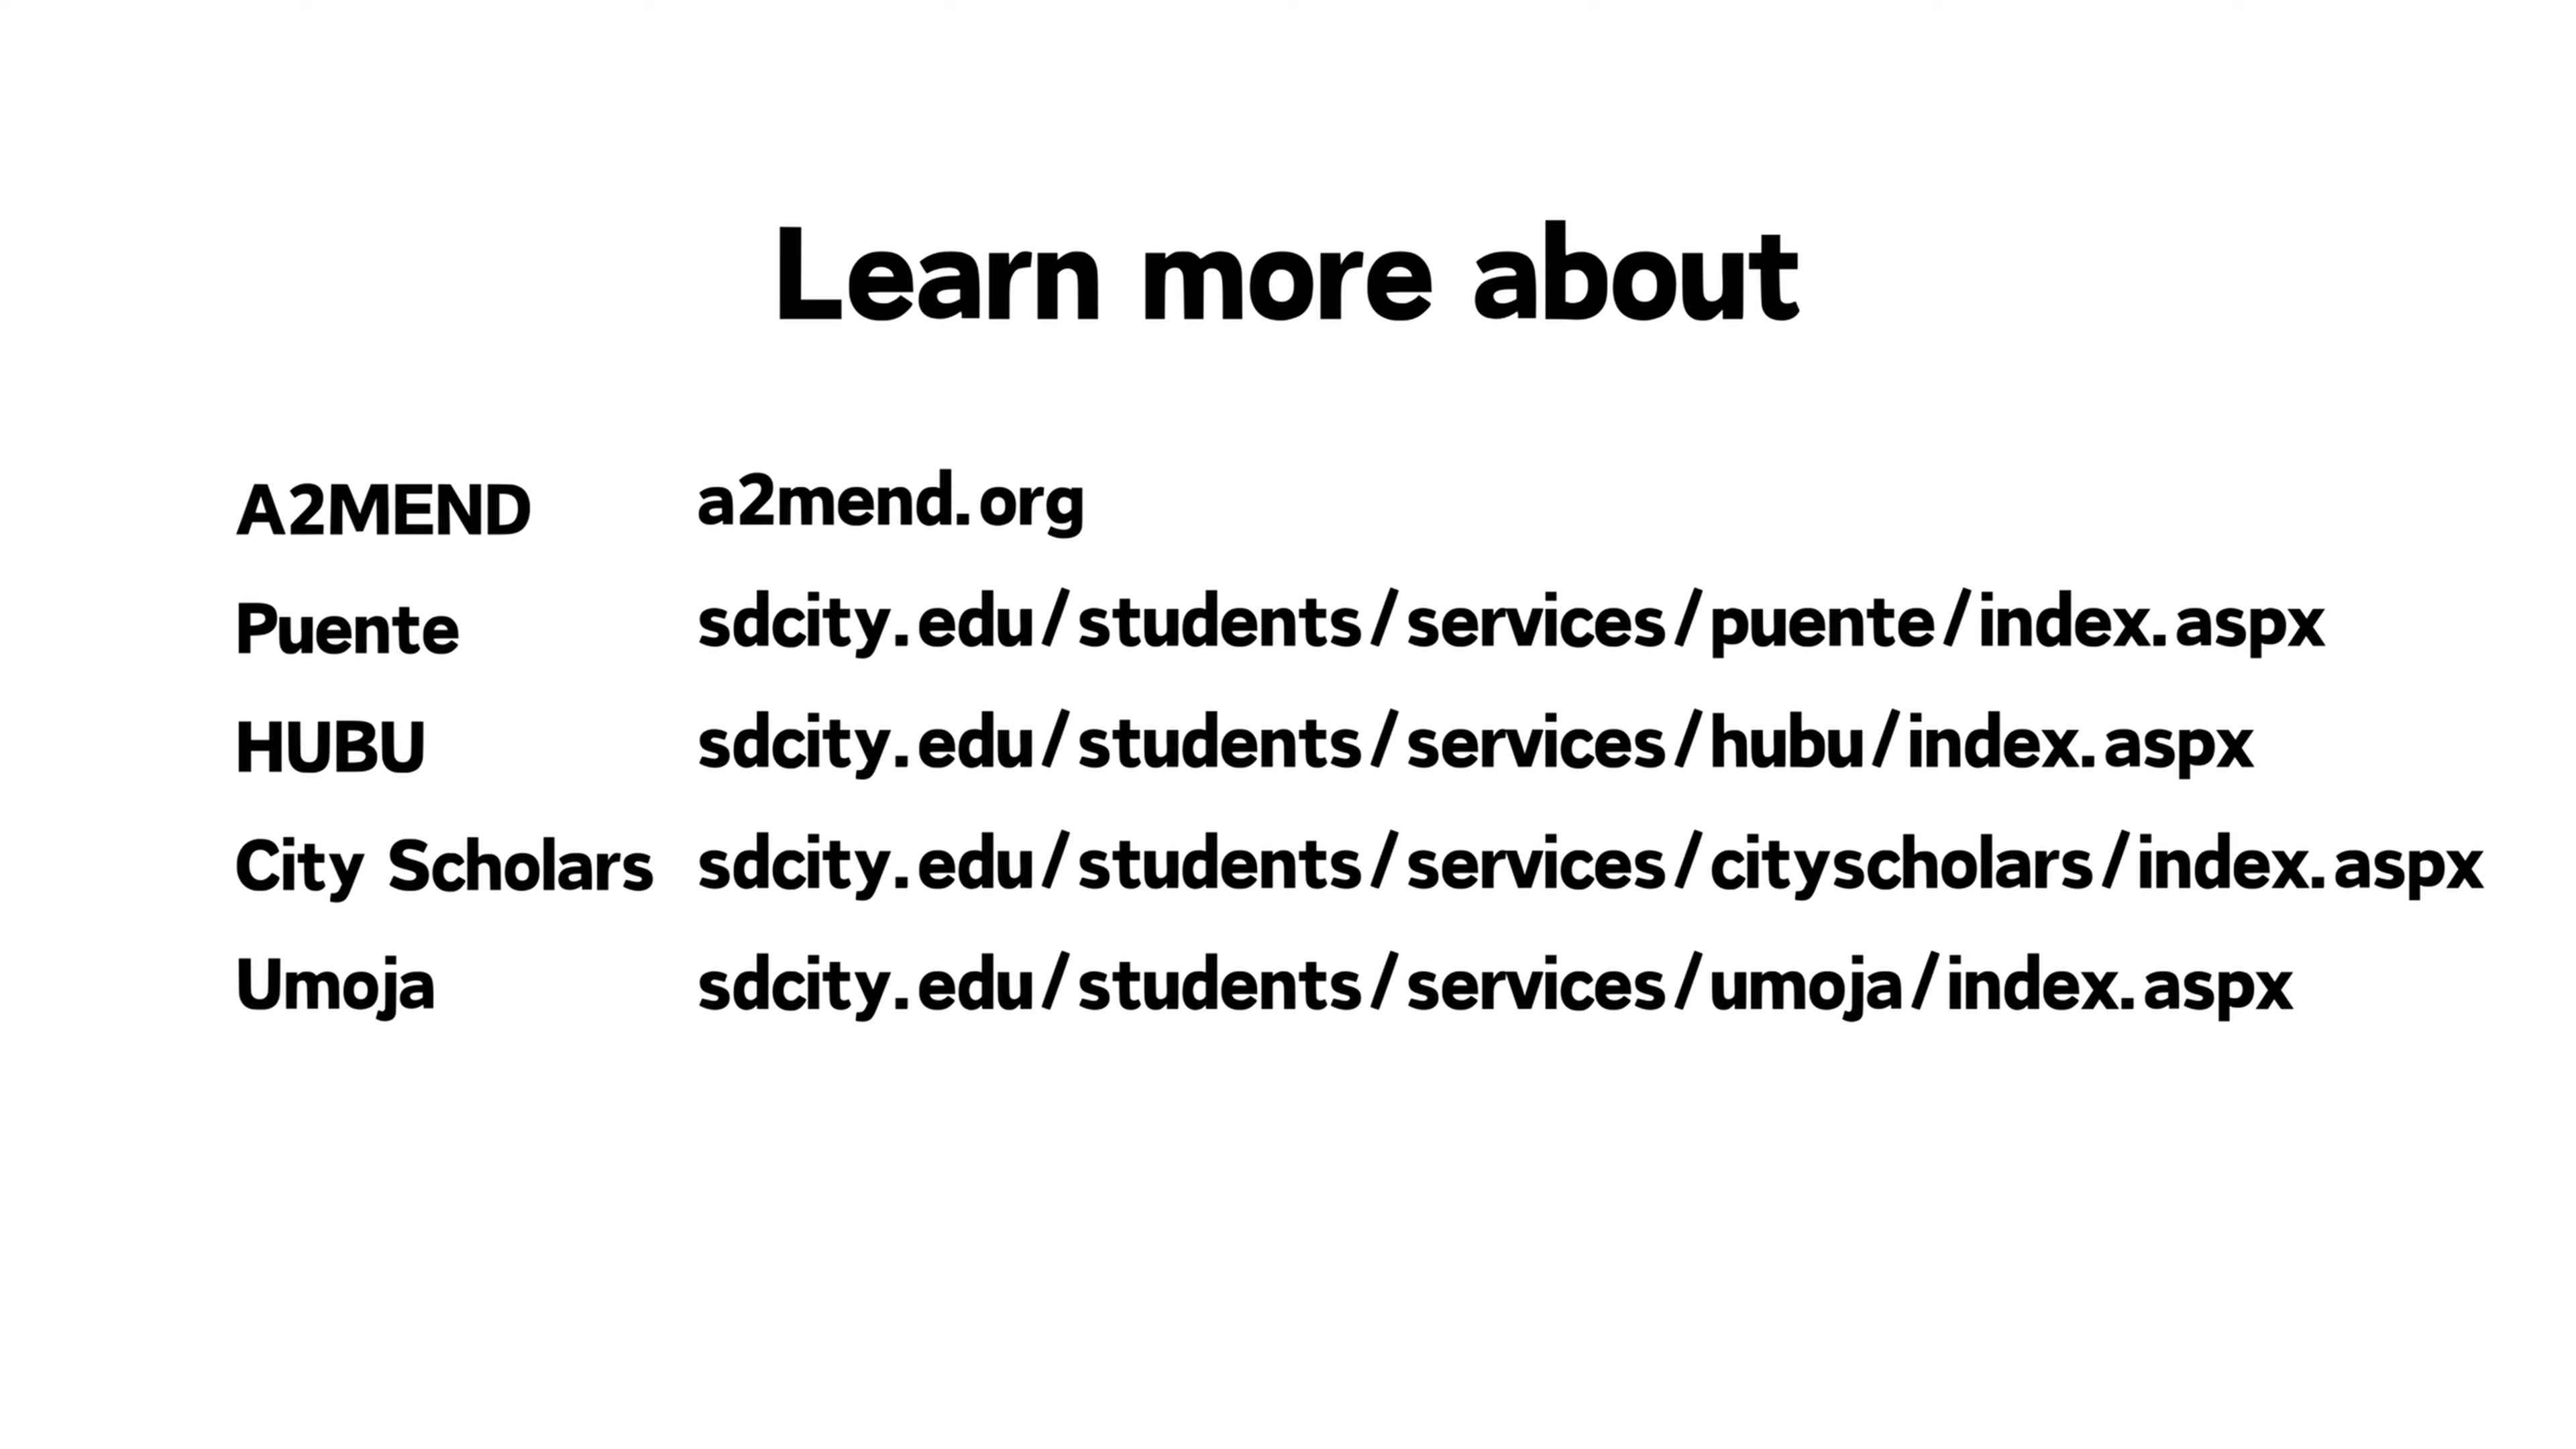 Learn more about
A2MEND a2mend.org
Puente sdcity.edu/students/services/puente/index.aspx
HUBU sdcity.edu/students/services/hubu/index.aspx
City Scholars sdcity.edu/students/services/cityscholars/index.aspx
Umoja sdcity.edu/students/services/umoja/index.aspx